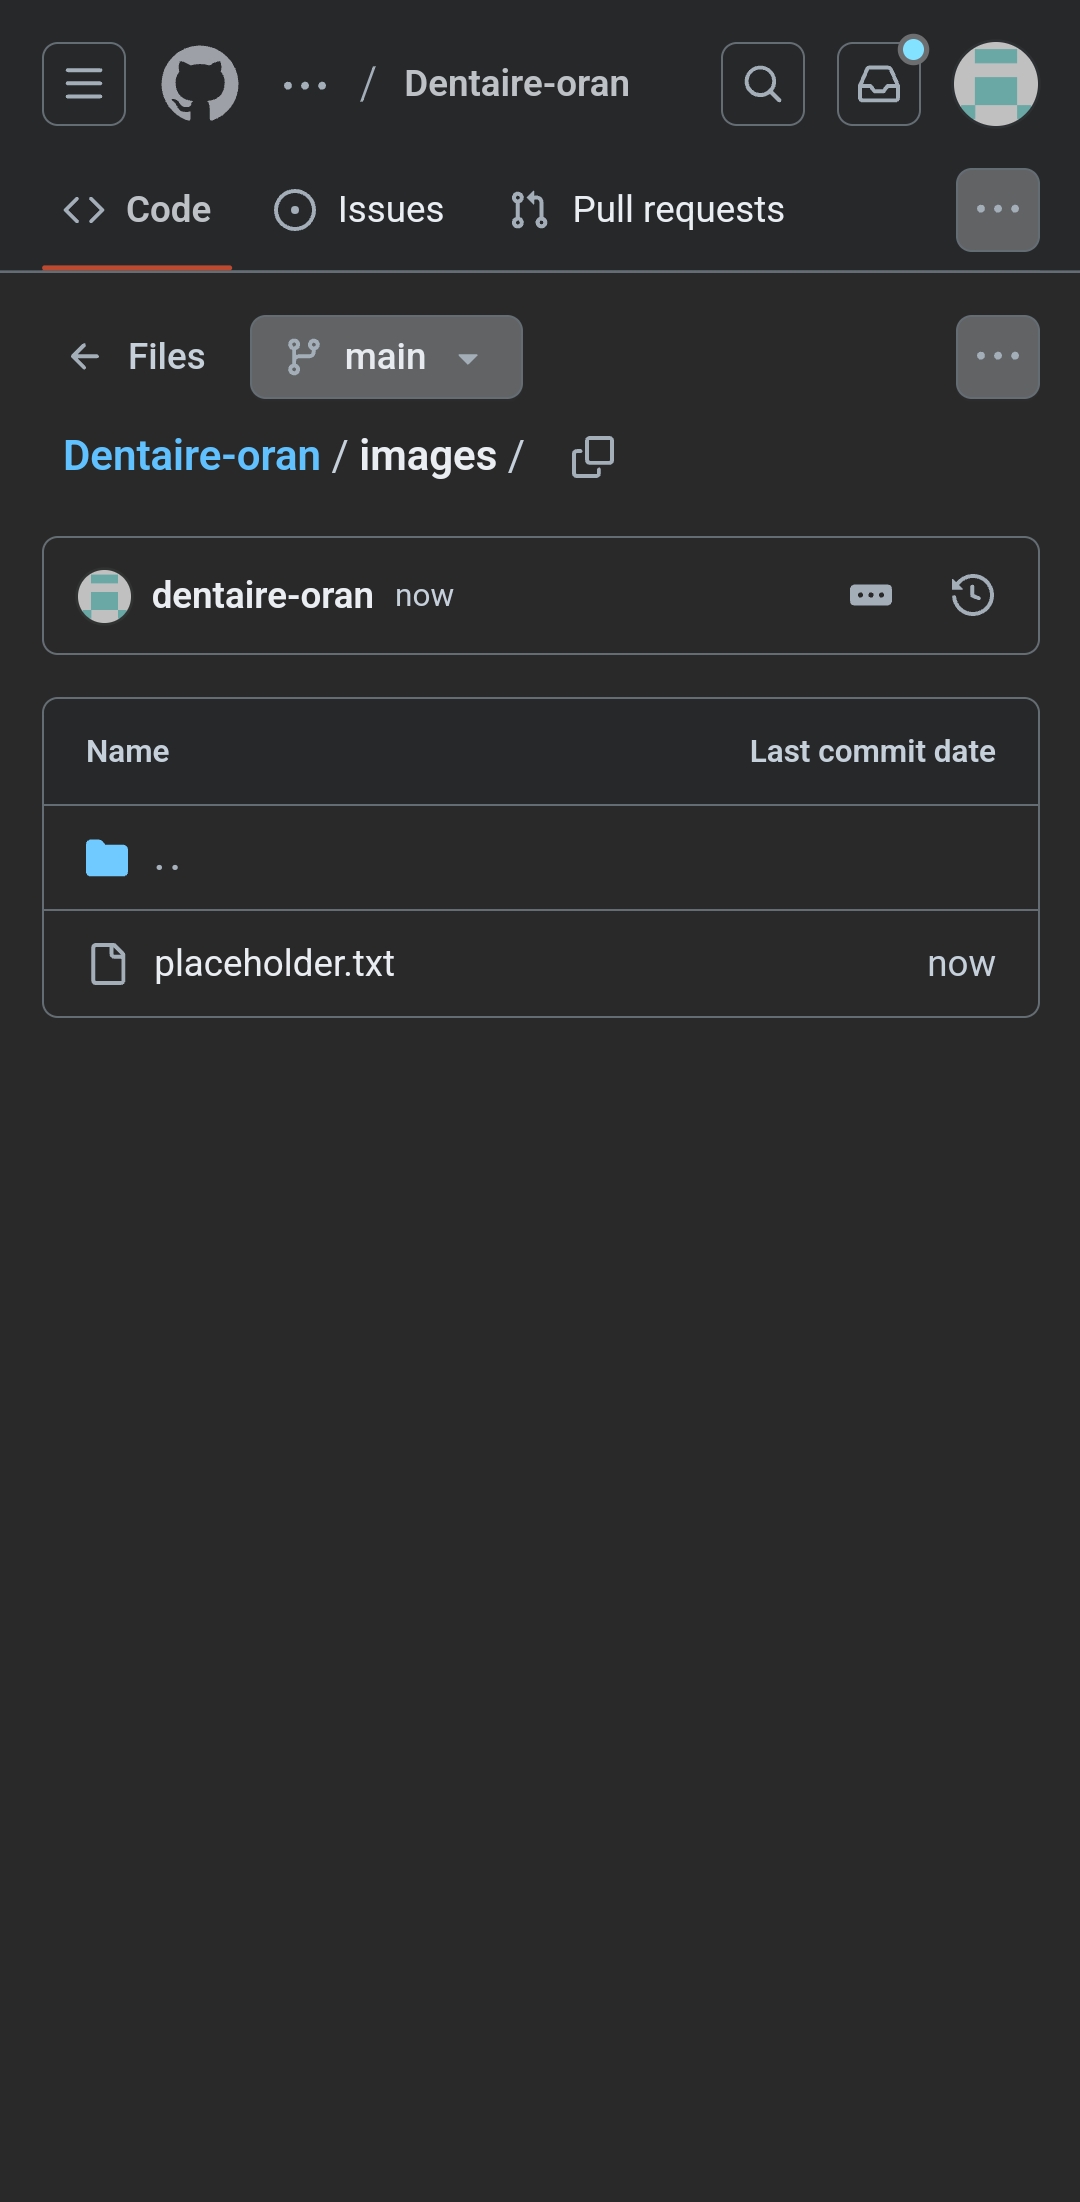 ... / Dentaire-oran
Code Issues Pull requests ...
Files main ...
Dentaire-oran / images /
dentaire-oran now
Name Last commit date
..
placeholder.txt now